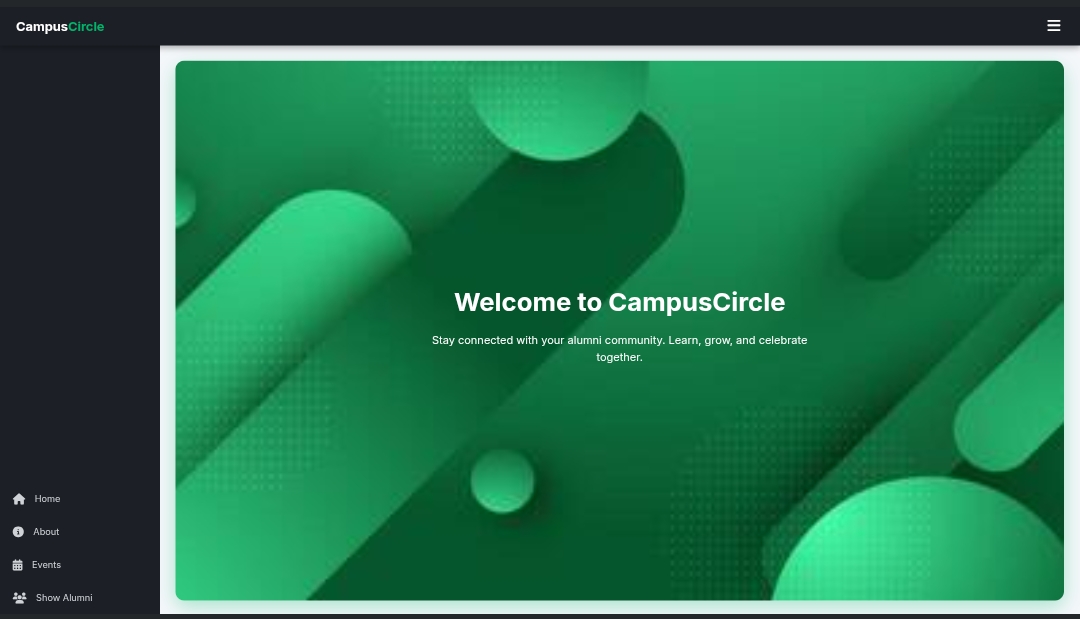 CampusCircle
Welcome to CampusCircle
Stay connected with your alumni community. Learn, grow, and celebrate
together.
Home
About
Events
Show Alumni